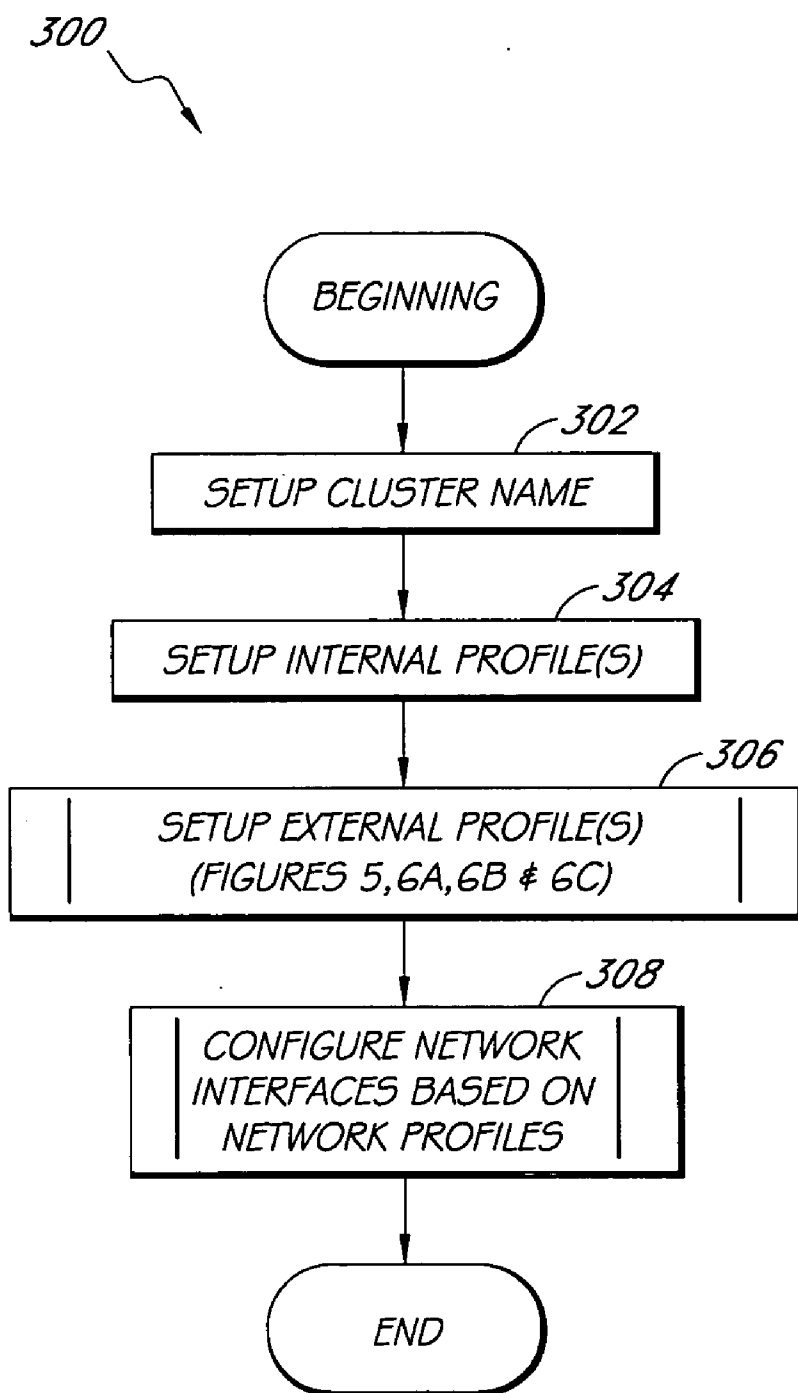 300
BEGINNING
302
SETUP CLUSTER NAME
304
SETUP INTERNAL PROFILE(S)
306
SETUP EXTERNAL PROFILE(S)
(FIGURES 5,6A,6B & 6C)
308
CONFIGURE NETWORK
INTERFACES BASED ON
NETWORK PROFILES
END